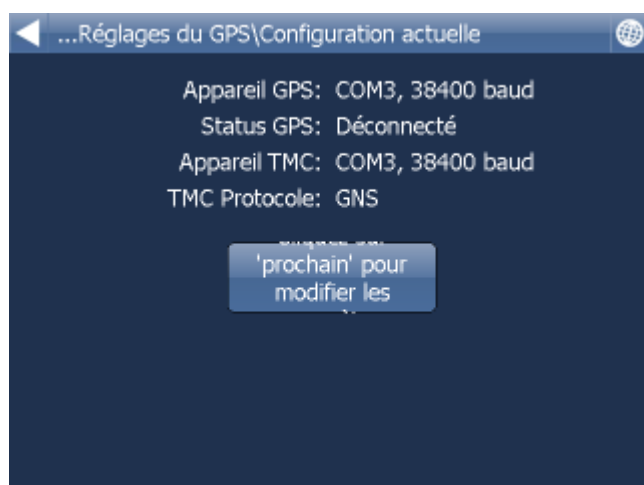 ...Réglages du GPS\Configuration actuelle
Appareil GPS: COM3, 38400 baud
Status GPS: Déconnecté
Appareil TMC: COM3, 38400 baud
TMC Protocole: GNS
'prochain' pour
modifier les